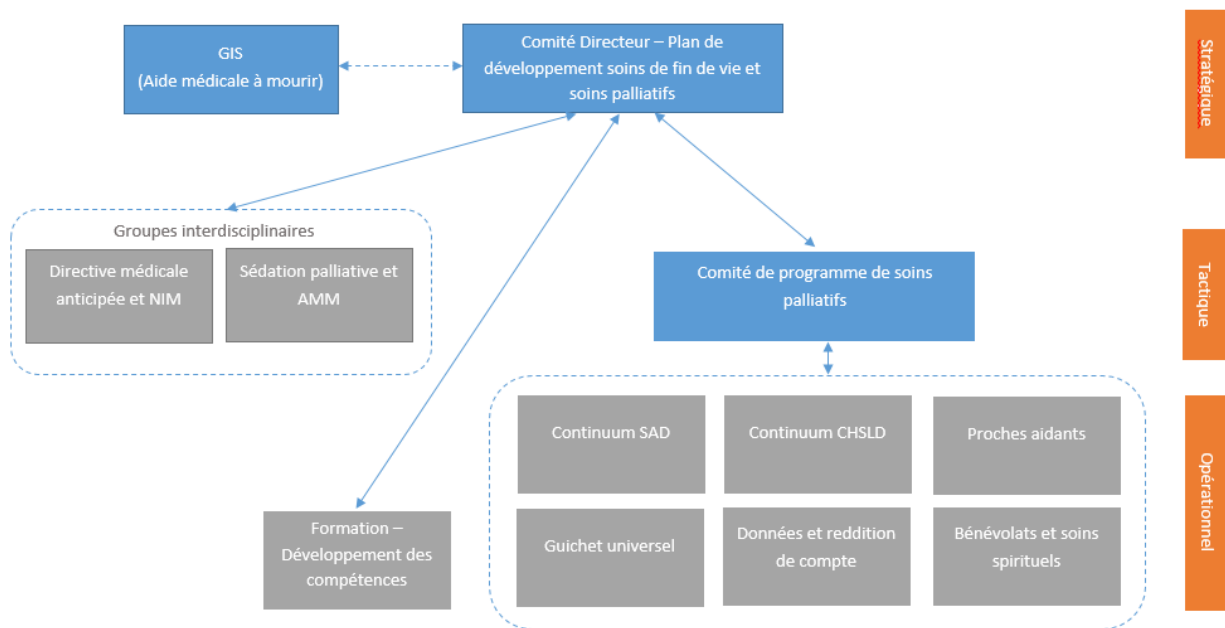 GIS
(Aide médicale à mourir)
Comité Directeur – Plan de
développement soins de fin de vie et
soins palliatifs
Stratégique
Groupes interdisciplinaires
Directive médicale
anticipée et NIM
Sédation palliative et
AMM
Comité de programme de soins
palliatifs
Tactique
Continuum SAD
Continuum CHSLD
Proches aidants
Formation –
Développement des
compétences
Guichet universel
Données et reddition
de compte
Bénévolats et soins
spirituels
Opérationnel